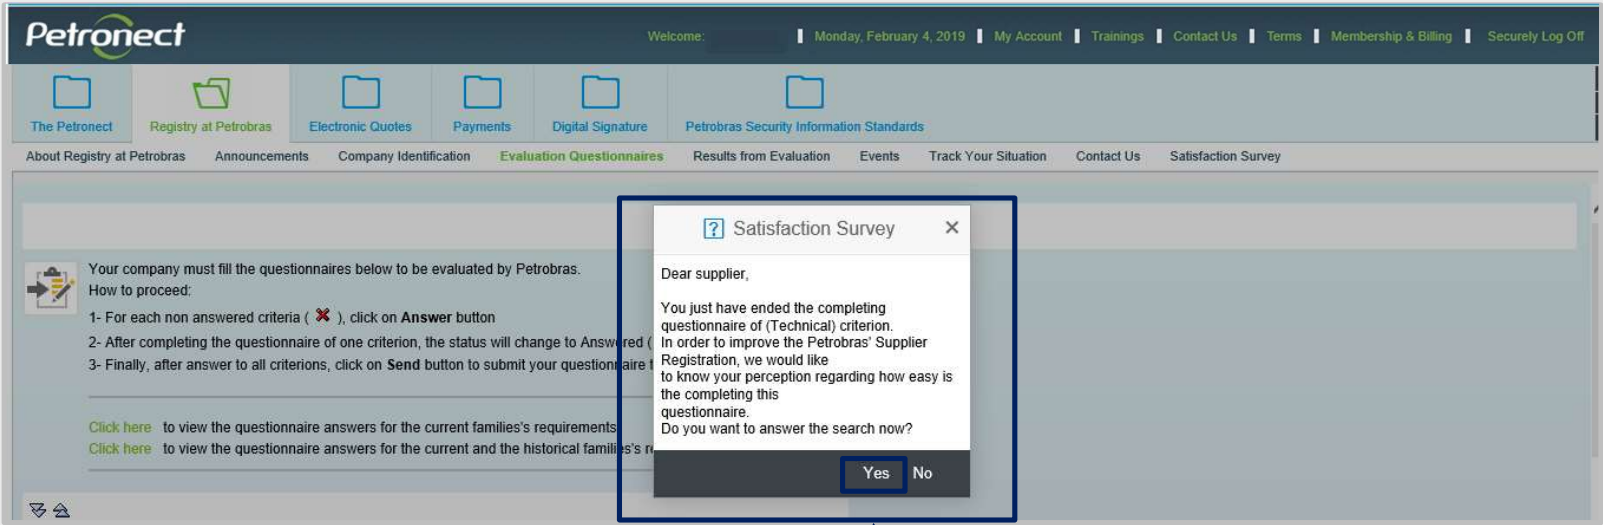 Petronect
Welcome: Monday, February 4, 2019 My Account Trainings Contact Us Terms Membership & Billing Securely Log Off
The Petronect Registry at Petrobras Electronic Quotes Payments Digital Signature Petrobras Security Information Standards
About Registry at Petrobras Announcements Company Identification Evaluation Questionnaires Results from Evaluation Events Track Your Situation Contact Us Satisfaction Survey
Your company must fill the questionnaires below to be evaluated by Petrobras.
How to proceed:
1- For each non answered criteria ( ), click on Answer button
2- After completing the questionnaire of one criterion, the status will change to Answered (
3- Finally, after answer to all criterions, click on Send button to submit your questionnaire
Click here to view the questionnaire answers for the current families's requirements
Click here to view the questionnaire answers for the current and the historical families's
? Satisfaction Survey ×
Dear supplier,
You just have ended the completing
questionnaire of (Technical) criterion.
In order to improve the Petrobras' Supplier
Registration, we would like
to know your perception regarding how easy is
the completing this
questionnaire.
Do you want to answer the search now?
Yes No